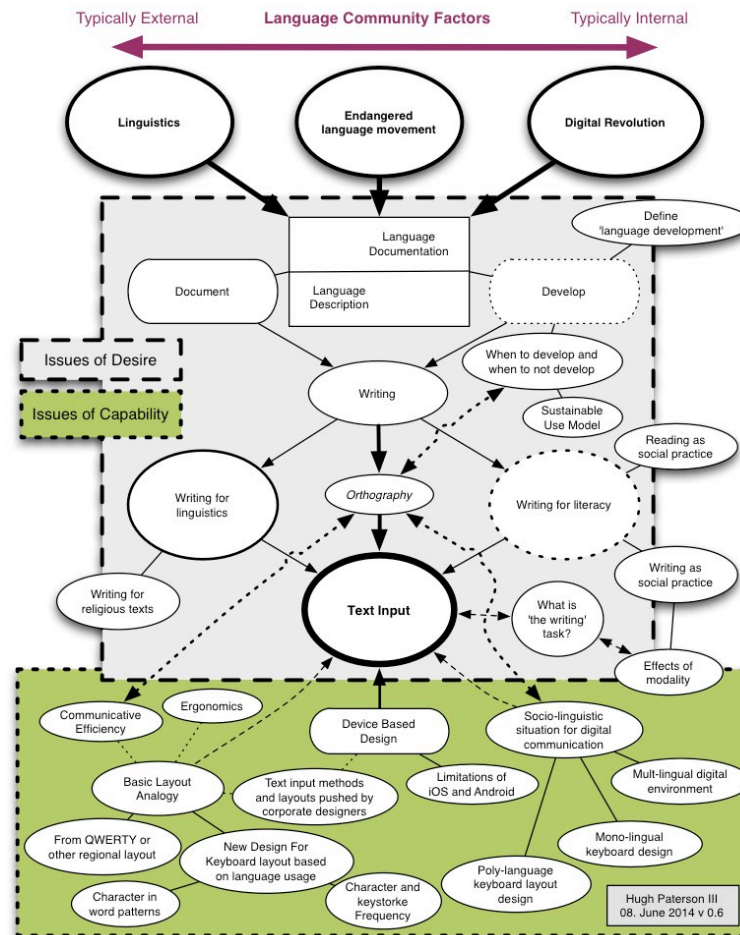 Typically External
Language Community Factors
Typically Internal
Linguistics
Endangered
language movement
Digital Revolution
Define
'language development'
Language
Documentation
Document
Language
Description
Develop
Issues of Desire
When to develop and
when to not develop
Issues of Capability
Writing
Sustainable
Use Model
Reading as
social practice
Writing for
linguistics
Orthography
Writing for literacy
Writing as
social practice
Writing for
religious texts
Text Input
What is
'the writing'
task?
Effects of
modality
Communicative
Efficiency
Ergonomics
Device Based
Design
Socio-linguistic
situation for digital
communication
Basic Layout
Analogy
Text input methods
and layouts pushed by
corporate designers
Limitations of
iOS and Android
Mult-lingual digital
environment
From QWERTY or
other regional layout
New Design For
Keyboard layout based
on language usage
Mono-lingual
keyboard design
Poly-language
keyboard layout
design
Character in
word patterns
Character and
keystorke
Frequency
Hugh Paterson III
08. June 2014 v 0.6